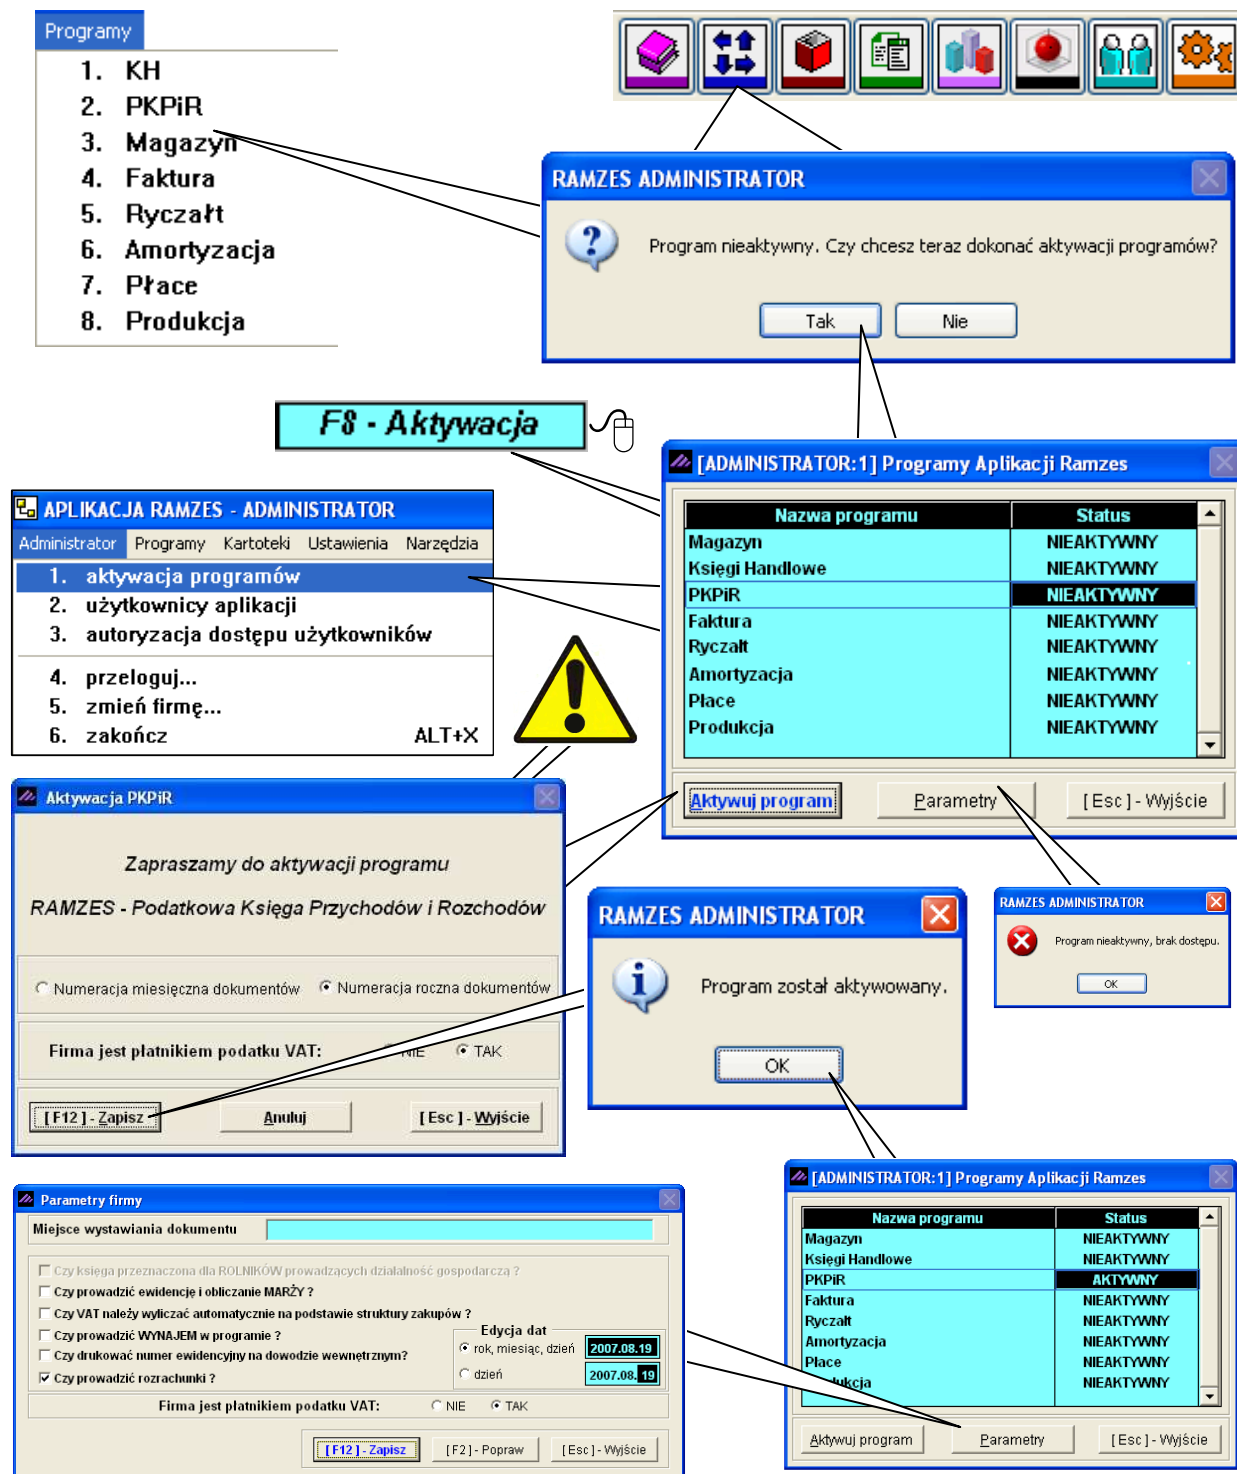 Programy
1. KH
2. PKPiR
3. Magazyn
4. Faktura
5. Ryczałt
6. Amortyzacja
7. Płace
8. Produkcja
RAMZES ADMINISTRATOR
Program nieaktywny. Czy chcesz teraz dokonać aktywacji programów?
Tak Nie
F8 - Aktywacja
APLIKACJA RAMZES - ADMINISTRATOR
Administrator Programy Kartoteki Ustawienia Narzędzia
1. aktywacja programów
2. użytkownicy aplikacji
3. autoryzacja dostępu użytkowników
4. przeloguj...
5. zmień firmę...
6. zakończ ALT+X
[ADMINISTRATOR:1] Programy Aplikacji Ramzes
Nazwa programu Status
Magazyn NIEAKTYWNY
Księgi Handlowe NIEAKTYWNY
PKPiR NIEAKTYWNY
Faktura NIEAKTYWNY
Ryczałt NIEAKTYWNY
Amortyzacja NIEAKTYWNY
Płace NIEAKTYWNY
Produkcja NIEAKTYWNY
Aktywuj program Parametry [ Esc ] - Wyjście
Aktywacja PKPiR
Zapraszamy do aktywacji programu
RAMZES - Podatkowa Księga Przychodów i Rozchodów
Numeracja miesięczna dokumentów Numeracja roczna dokumentów
Firma jest płatnikiem podatku VAT: NIE TAK
[ F12 ] - Zapisz Anuluj [ Esc ] - Wyjście
RAMZES ADMINISTRATOR
Program został aktywowany.
OK
RAMZES ADMINISTRATOR
Program nieaktywny, brak dostępu.
OK
Parametry firmy
Miejsce wystawiania dokumentu
Czy księga przeznaczona dla ROLNIKÓW prowadzących działalność gospodarczą ?
Czy prowadzić ewidencję i obliczanie MARŻY ?
Czy VAT należy wyliczać automatycznie na podstawie struktury zakupów ?
Czy prowadzić WYNAJEM w programie ?
Czy drukować numer ewidencyjny na dowodzie wewnętrznym?
Czy prowadzić rozrachunki ?
Edycja dat
rok, miesiąc, dzień 2007.08.19
dzień 2007.08.19
Firma jest płatnikiem podatku VAT: NIE TAK
[ F12 ] - Zapisz [ F2 ] - Popraw [ Esc ] - Wyjście
[ADMINISTRATOR:1] Programy Aplikacji Ramzes
Nazwa programu Status
Magazyn NIEAKTYWNY
Księgi Handlowe NIEAKTYWNY
PKPiR AKTYWNY
Faktura NIEAKTYWNY
Ryczałt NIEAKTYWNY
Amortyzacja NIEAKTYWNY
Płace NIEAKTYWNY
Produkcja NIEAKTYWNY
Aktywuj program Parametry [ Esc ] - Wyjście